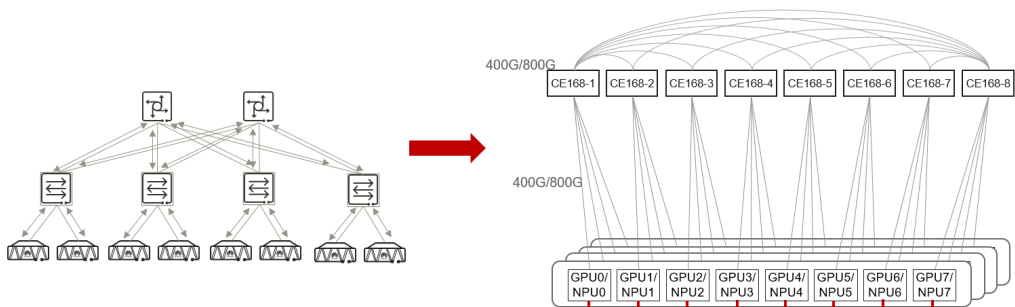 400G/800G
CE168-1 CE168-2 CE168-3 CE168-4 CE168-5 CE168-6 CE168-7 CE168-8
400G/800G
GPU0/ GPU1/ GPU2/ GPU3/ GPU4/ GPU5/ GPU6/ GPU7/
NPU0 NPU1 NPU2 NPU3 NPU4 NPU5 NPU6 NPU7